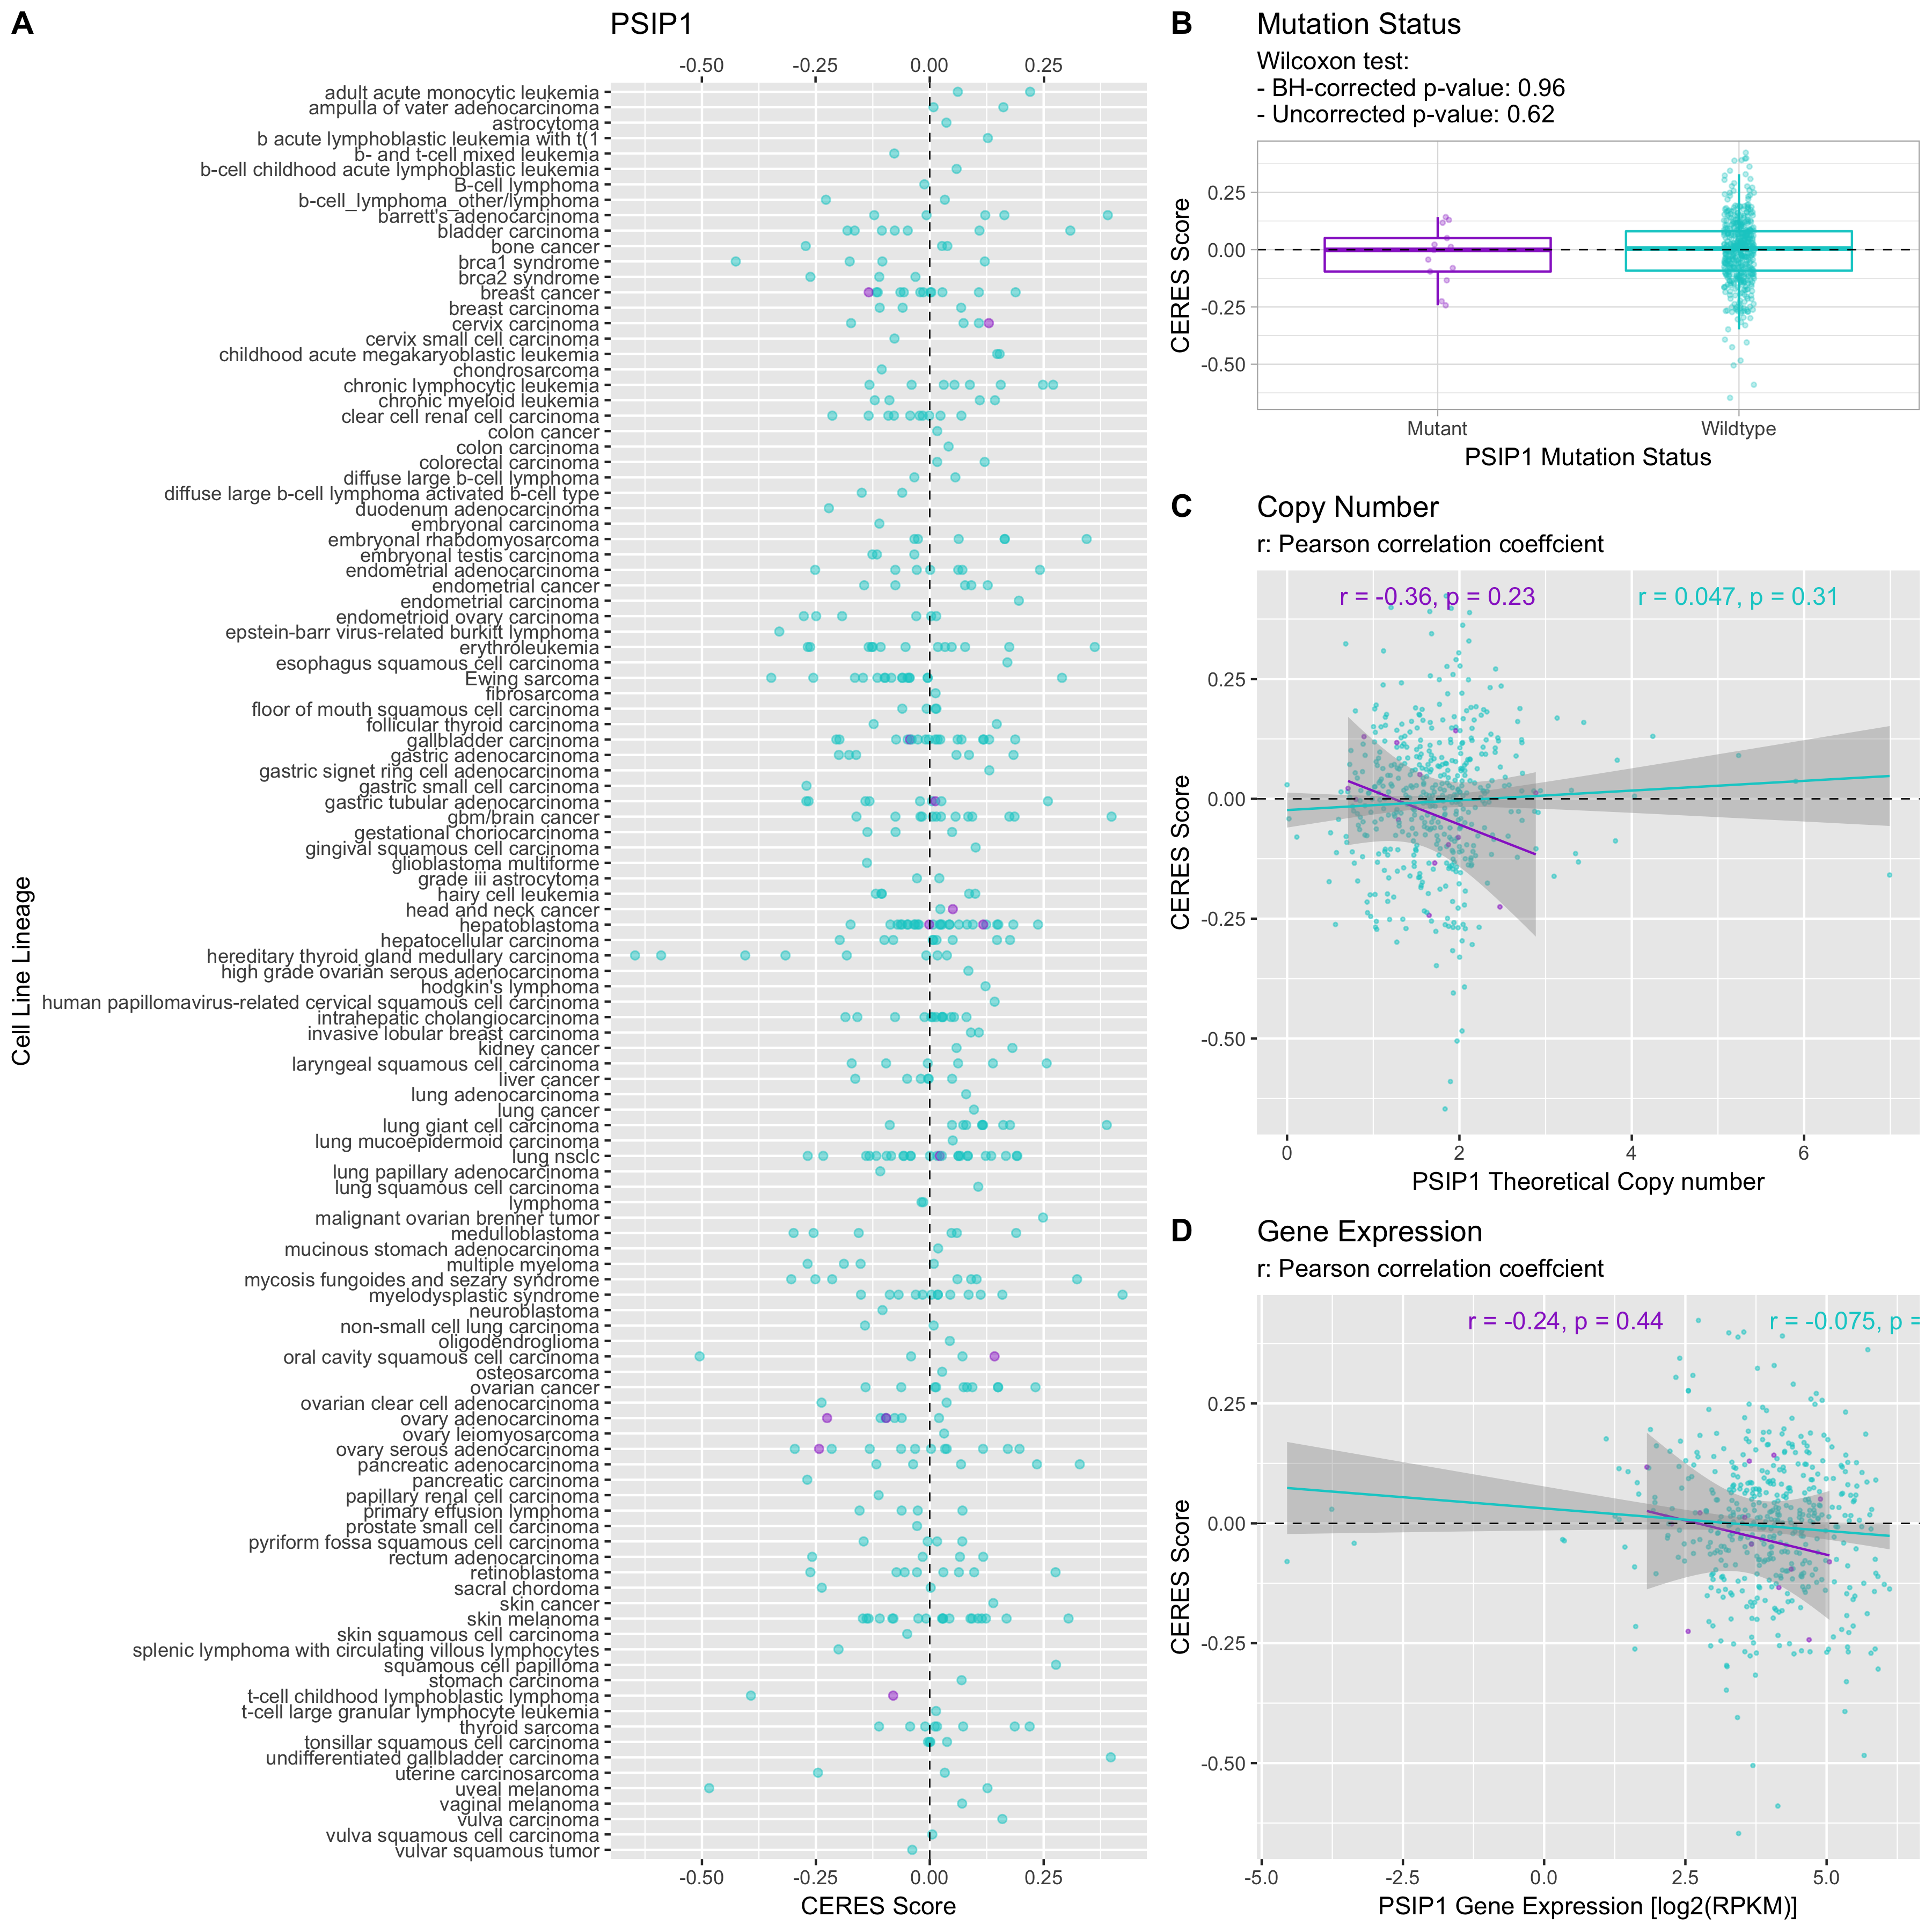 A
PSIP1
-0.50 -0.25 0.00 0.25
Cell Line Lineage
adult acute monocytic leukemia
ampulla of vater adenocarcinoma
astrocytoma
b acute lymphoblastic leukemia with t(1
b- and t-cell mixed leukemia
b-cell childhood acute lymphoblastic leukemia
B-cell lymphoma
b-cell_lymphoma_other/lymphoma
barrett's adenocarcinoma
bladder carcinoma
bone cancer
brca1 syndrome
brca2 syndrome
breast cancer
breast carcinoma
cervix carcinoma
cervix small cell carcinoma
childhood acute megakaryoblastic leukemia
chondrosarcoma
chronic lymphocytic leukemia
chronic myeloid leukemia
clear cell renal cell carcinoma
colon cancer
colon carcinoma
colorectal carcinoma
diffuse large b-cell lymphoma
diffuse large b-cell lymphoma activated b-cell type
duodenum adenocarcinoma
embryonal carcinoma
embryonal rhabdomyosarcoma
embryonal testis carcinoma
endometrial adenocarcinoma
endometrial cancer
endometrial carcinoma
endometrioid ovary carcinoma
epstein-barr virus-related burkitt lymphoma
erythroleukemia
esophagus squamous cell carcinoma
Ewing sarcoma
fibrosarcoma
floor of mouth squamous cell carcinoma
follicular thyroid carcinoma
gallbladder carcinoma
gastric adenocarcinoma
gastric signet ring cell adenocarcinoma
gastric small cell carcinoma
gastric tubular adenocarcinoma
gbm/brain cancer
gestational choriocarcinoma
gingival squamous cell carcinoma
glioblastoma multiforme
grade iii astrocytoma
hairy cell leukemia
head and neck cancer
hepatoblastoma
hepatocellular carcinoma
hereditary thyroid gland medullary carcinoma
high grade ovarian serous adenocarcinoma
hodgkin's lymphoma
human papillomavirus-related cervical squamous cell carcinoma
intrahepatic cholangiocarcinoma
invasive lobular breast carcinoma
kidney cancer
laryngeal squamous cell carcinoma
liver cancer
lung adenocarcinoma
lung cancer
lung giant cell carcinoma
lung mucoepidermoid carcinoma
lung nsclc
lung papillary adenocarcinoma
lung squamous cell carcinoma
lymphoma
malignant ovarian brenner tumor
medulloblastoma
mucinous stomach adenocarcinoma
multiple myeloma
mycosis fungoides and sezary syndrome
myelodysplastic syndrome
neuroblastoma
non-small cell lung carcinoma
oligodendroglioma
oral cavity squamous cell carcinoma
osteosarcoma
ovarian cancer
ovarian clear cell adenocarcinoma
ovary adenocarcinoma
ovary leiomyosarcoma
ovary serous adenocarcinoma
pancreatic adenocarcinoma
pancreatic carcinoma
papillary renal cell carcinoma
primary effusion lymphoma
prostate small cell carcinoma
pyriform fossa squamous cell carcinoma
rectum adenocarcinoma
retinoblastoma
sacral chordoma
skin cancer
skin melanoma
skin squamous cell carcinoma
splenic lymphoma with circulating villous lymphocytes
squamous cell papilloma
stomach carcinoma
t-cell childhood lymphoblastic lymphoma
t-cell large granular lymphocyte leukemia
thyroid sarcoma
tonsillar squamous cell carcinoma
undifferentiated gallbladder carcinoma
uterine carcinosarcoma
uveal melanoma
vaginal melanoma
vulva carcinoma
vulva squamous cell carcinoma
vulvar squamous tumor
-0.50 -0.25 0.00 0.25
CERES Score
B
Mutation Status
Wilcoxon test:
- BH-corrected p-value: 0.96
- Uncorrected p-value: 0.62
CERES Score
0.25
0.00
-0.25
-0.50
Mutant Wildtype
PSIP1 Mutation Status
C
Copy Number
r: Pearson correlation coeffcient
r = -0.36, p = 0.23 r = 0.047, p = 0.31
CERES Score
0.25
0.00
-0.25
-0.50
0 2 4 6
PSIP1 Theoretical Copy number
D
Gene Expression
r: Pearson correlation coeffcient
r = -0.24, p = 0.44 r = -0.075, p =
CERES Score
0.25
0.00
-0.25
-0.50
-5.0 -2.5 0.0 2.5 5.0
PSIP1 Gene Expression [log2(RPKM)]